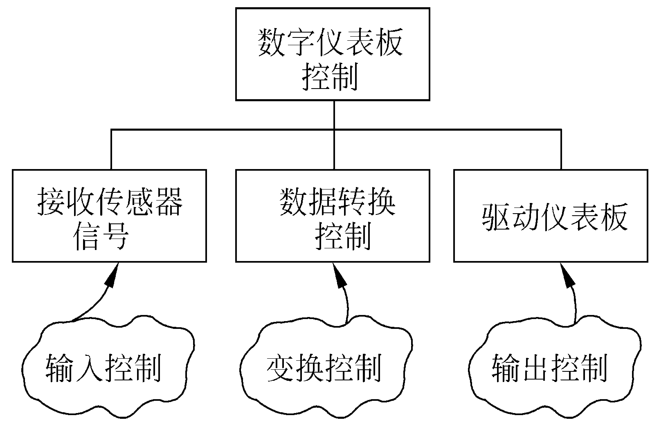 数字仪表板
控制
接收传感器
信号
数据转换
控制
驱动仪表板
输入控制
变换控制
输出控制